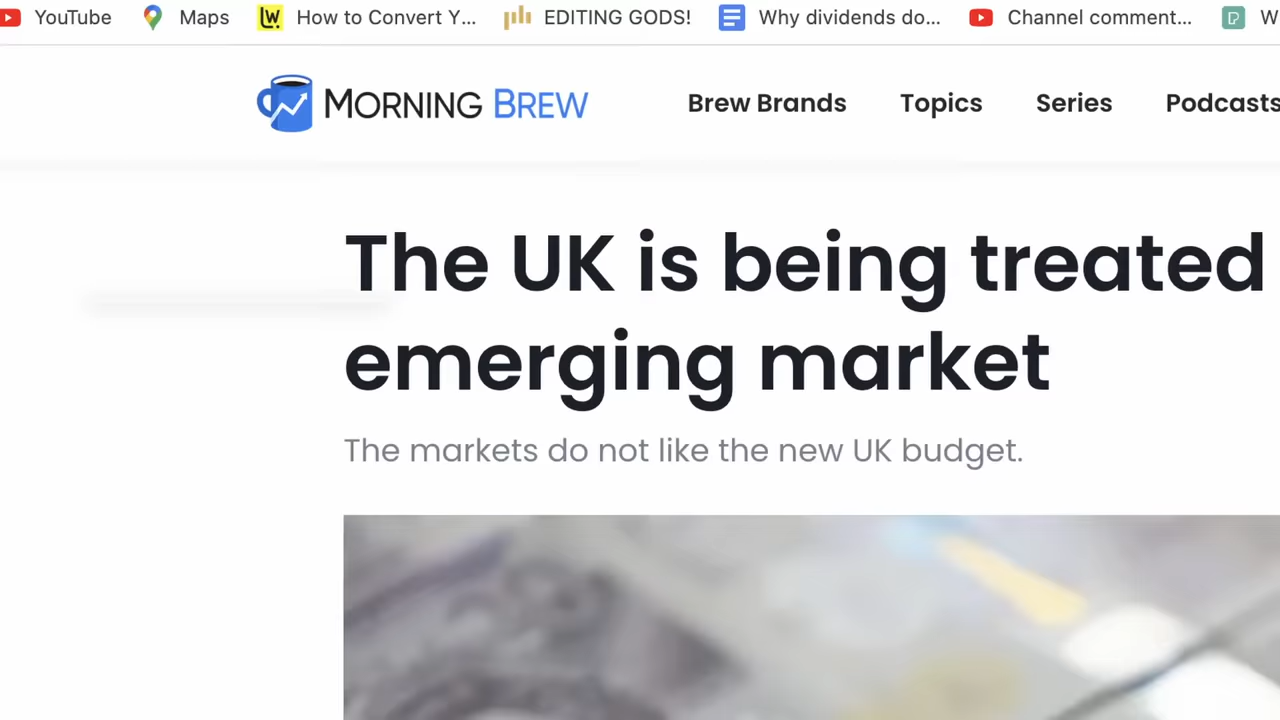 YouTube Maps How to Convert Y... EDITING GODS! Why dividends do... Channel comment... W
MORNING BREW Brew Brands Topics Series Podcasts
The UK is being treated
emerging market
The markets do not like the new UK budget.